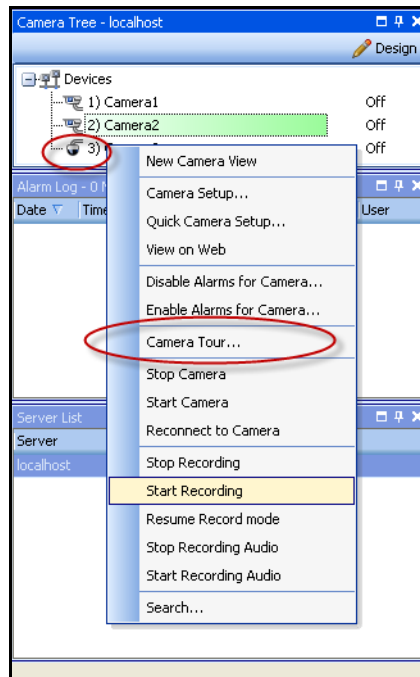 Camera Tree - localhost
Design
Devices
1) Camera1 Off
2) Camera2 Off
3) Off
Alarm Log - 0
Date Time User
Server List
Server
localhost
New Camera View
Camera Setup...
Quick Camera Setup...
View on Web
Disable Alarms for Camera...
Enable Alarms for Camera...
Camera Tour...
Stop Camera
Start Camera
Reconnect to Camera
Stop Recording
Start Recording
Resume Record mode
Stop Recording Audio
Start Recording Audio
Search...